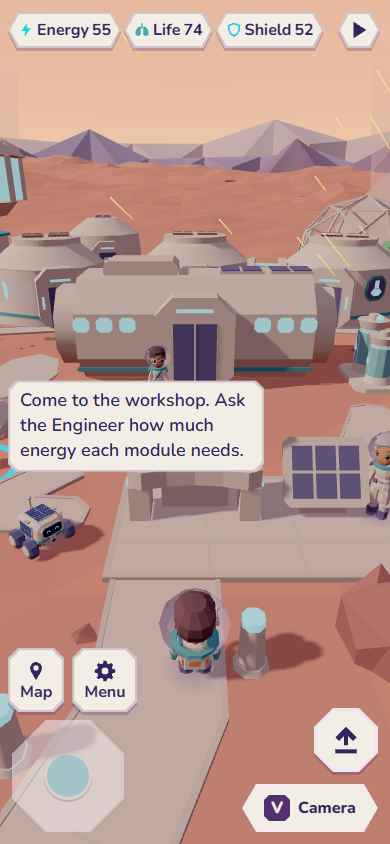 Energy 55
Life 74
Shield 52
Come to the workshop. Ask
the Engineer how much
energy each module needs.
Map
Menu
V
Camera